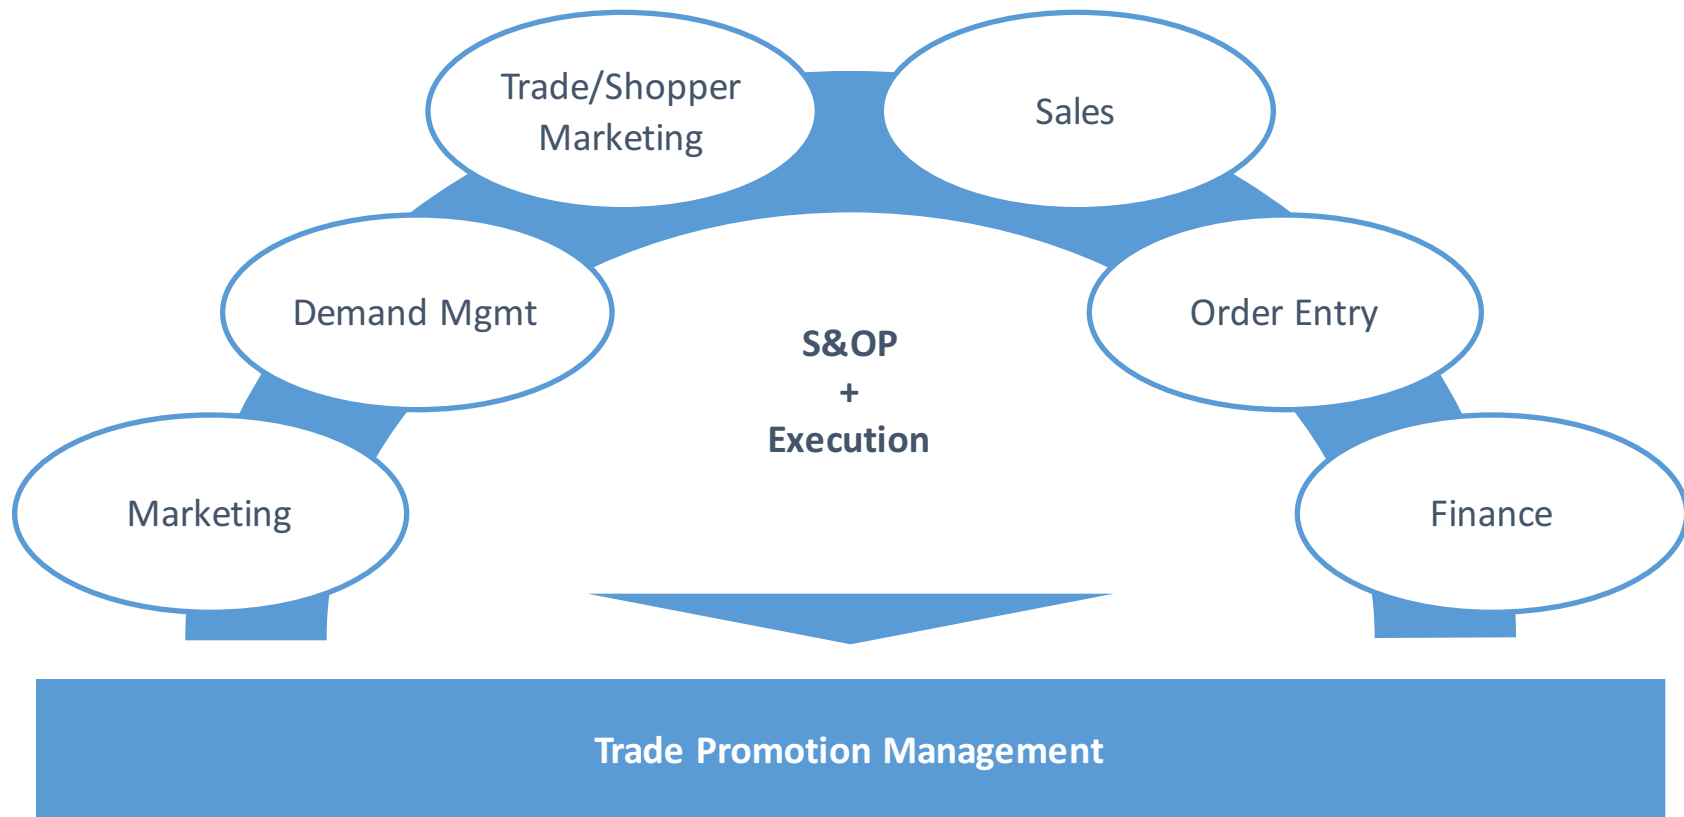 Trade/Shopper
Marketing
Sales
Demand Mgmt
Order Entry
S&OP
+
Execution
Marketing
Finance
Trade Promotion Management